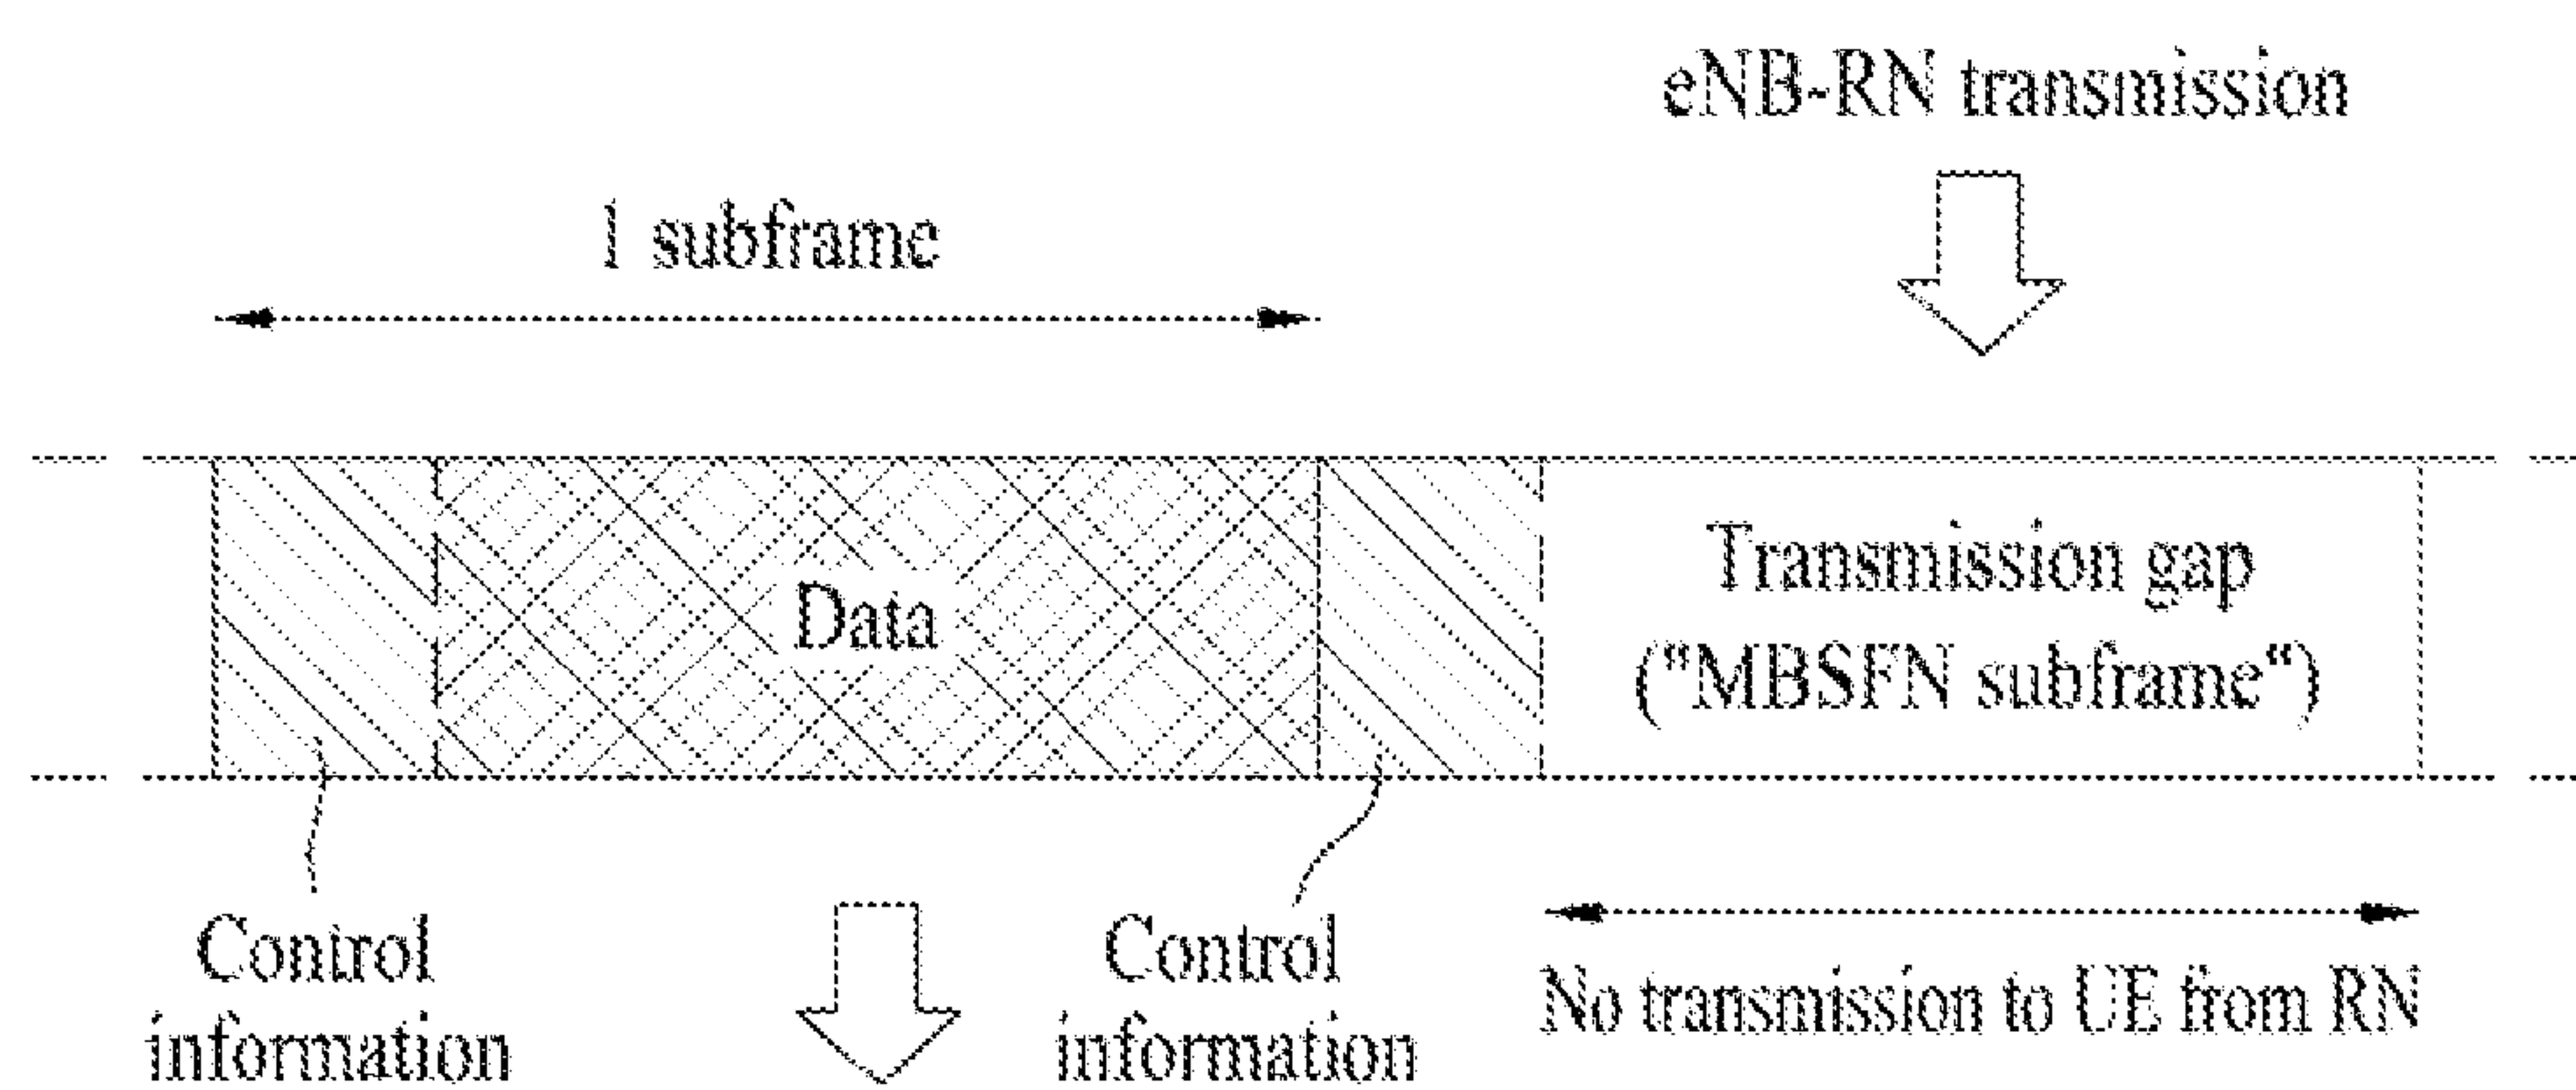 eNB-RN transmission
1 subframe
Data
Transmission gap
("MBSFN subframe")
Control
information
Control
information
No transmission to UE from RN